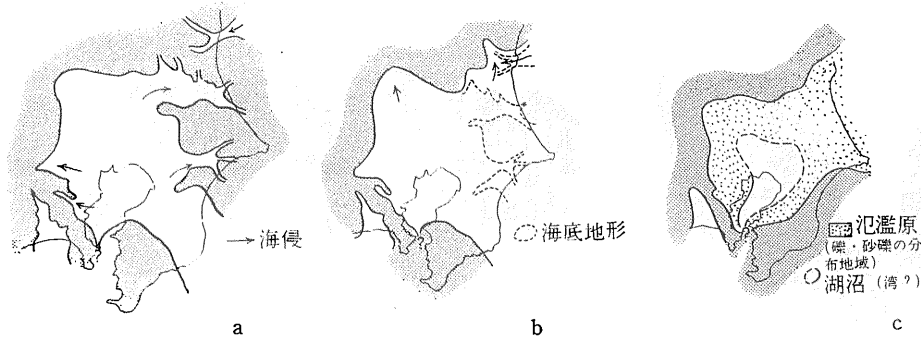 → 海侵
a
海底地形
b
氾濫原
(礫・砂礫の分
布地域)
湖沼 (湾?)
c